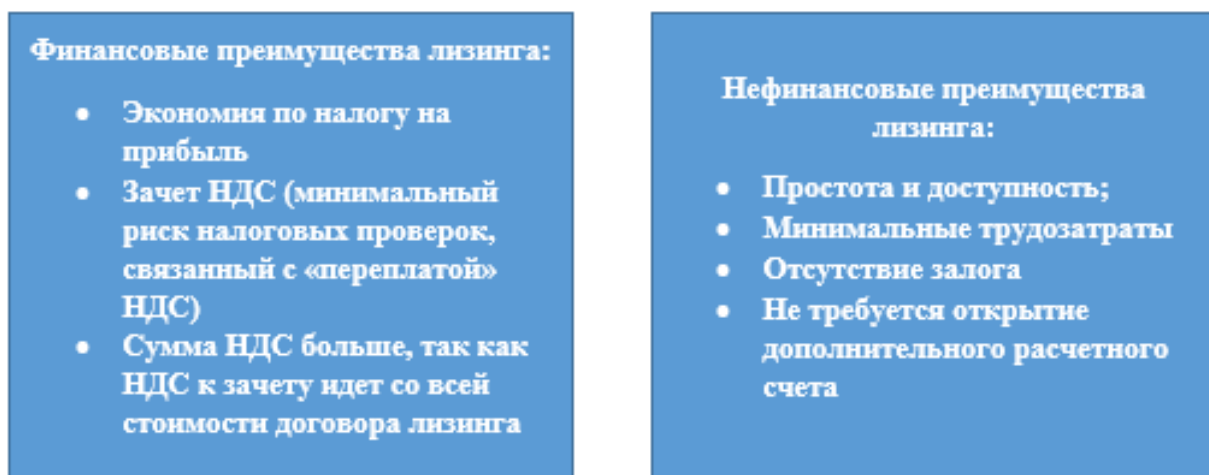 Финансовые преимущества лизинга:
• Экономия по налогу на
прибыль
• Зачет НДС (минимальный
риск налоговых проверок,
связанный с «переплатой»
НДС)
• Сумма НДС больше, так как
НДС к зачету идет со всей
стоимости договора лизинга
Нефинансовые преимущества
лизинга:
• Простота и доступность;
• Минимальные трудозатраты
• Отсутствие залога
• Не требуется открытие
дополнительного расчетного
счета